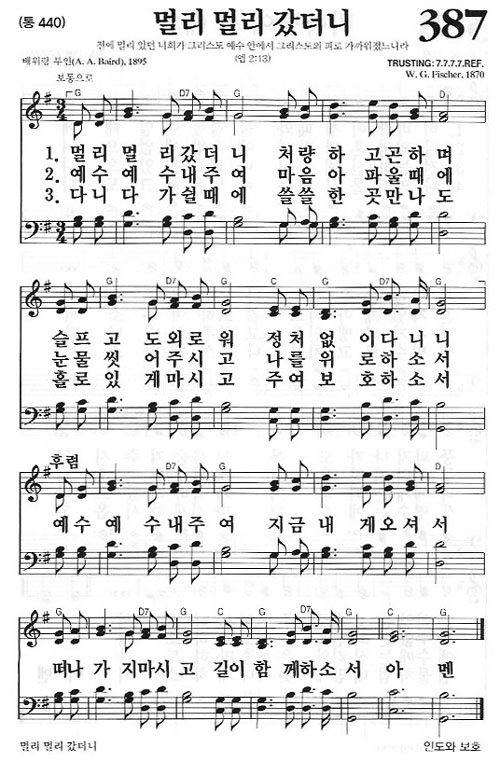 (통 440)
멀리 멀리 갔더니
387
전에 멀리 있던 너희가 그리스도 예수 안에서 그리스도의 피로 가까워졌느니라
(엡 2:13)
배위량 부인(A. A. Baird), 1895
TRUSTING: 7.7.7.7.REF.
W. G. Fischer, 1870
보통으로
G D7 G D
1. 멀리 멀리갔더니 처량하고곤하며
2. 예수 예수내주여 마음아파울때에
3. 다니다가쉴때에 쓸쓸한곳만나도
G D7 G C G D7 G
슬프고도외로워 정처없이다니니
눈물씻어주시고 나를위로하소서
홀로있게마시고 주여보호하소서
후렴
G D7 G D
예수예수내주여 지금내게오셔서
G D7 G C G D7 G C G
떠나가지마시고 길이함께하소서 아멘
멀리 멀리 갔더니
인도와 보호